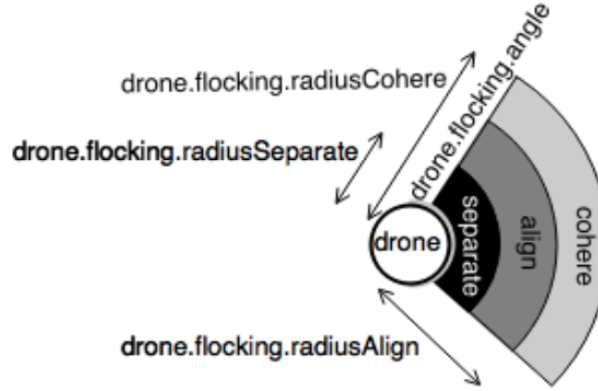 drone.flocking.angle
drone.flocking.radiusCohere
drone.flocking.radiusSeparate
drone
separate
align
cohere
drone.flocking.radiusAlign